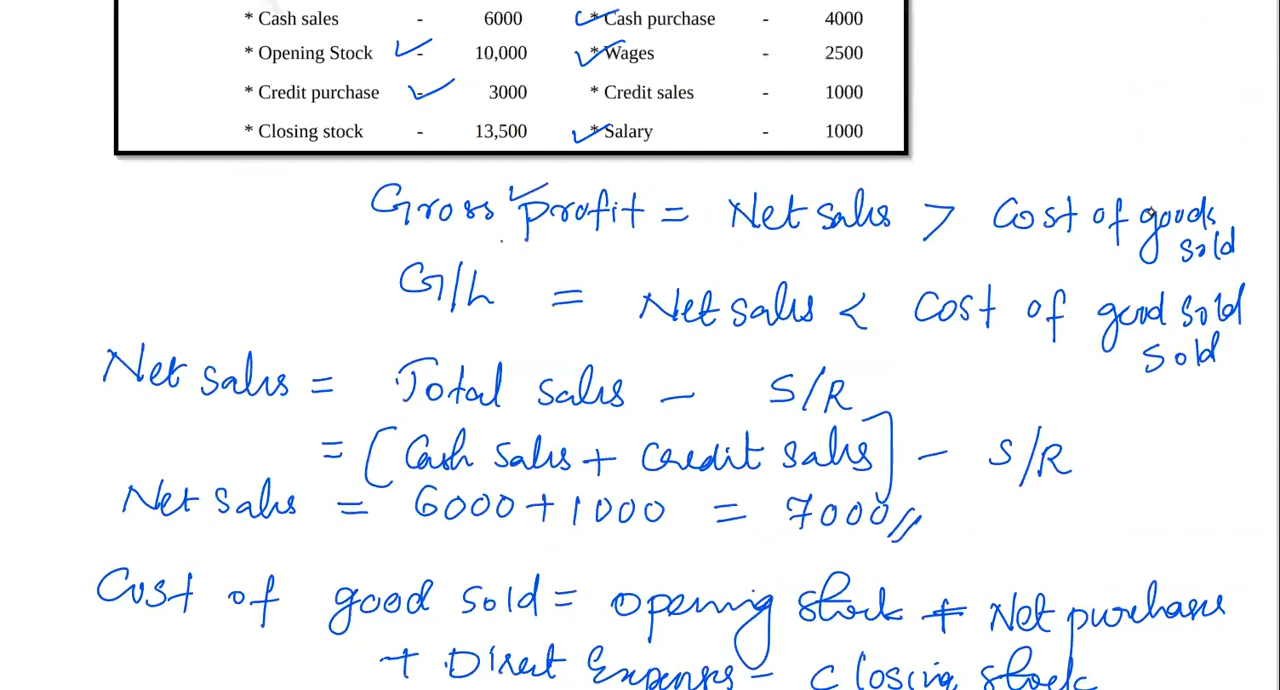 * Cash sales - 6000 * Cash purchase - 4000
* Opening Stock - 10,000 * Wages - 2500
* Credit purchase - 3000 * Credit sales - 1000
* Closing stock - 13,500 * Salary - 1000
Gross profit = Net sales > Cost of goods sold
G/L = Net sales < Cost of good sold sold
Net sales = Total sales - S/R
= [Cash sales + credit sales] - S/R
Net sales = 6000 + 1000 = 7000//
Cost of good sold = opening stock + Net purchase
+ Direct Expenses - closing stock